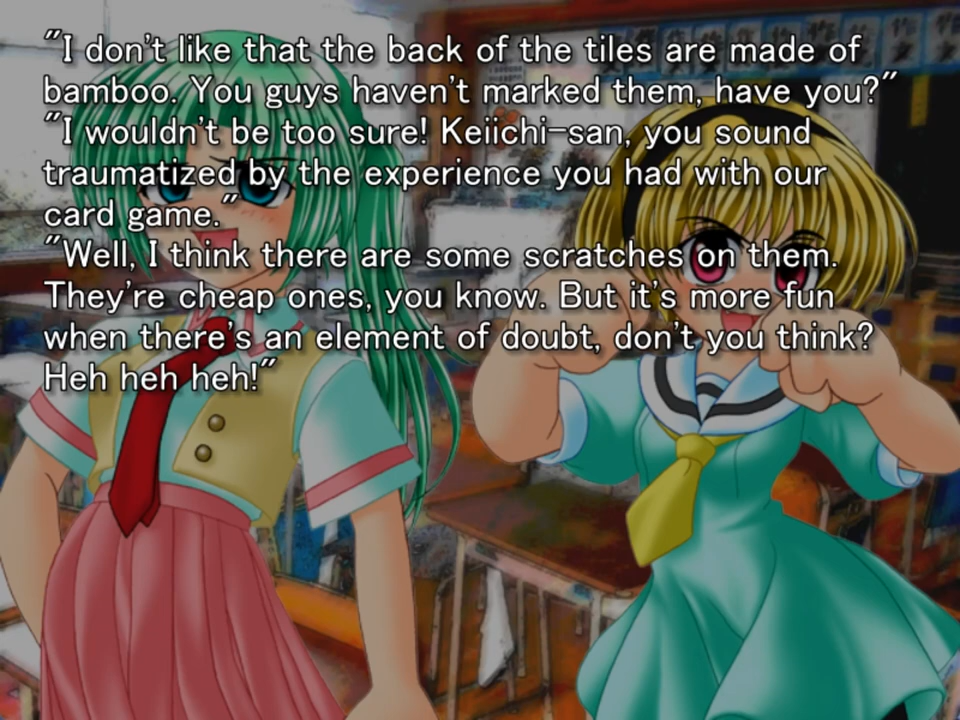 "I don't like that the back of the tiles are made of
bamboo. You guys haven't marked them, have you?"
"I wouldn't be too sure! Keiichi-san, you sound
traumatized by the experience you had with our
card game."
"Well, I think there are some scratches on them.
They're cheap ones, you know. But it's more fun
when there's an element of doubt, don't you think?
Heh heh heh!"